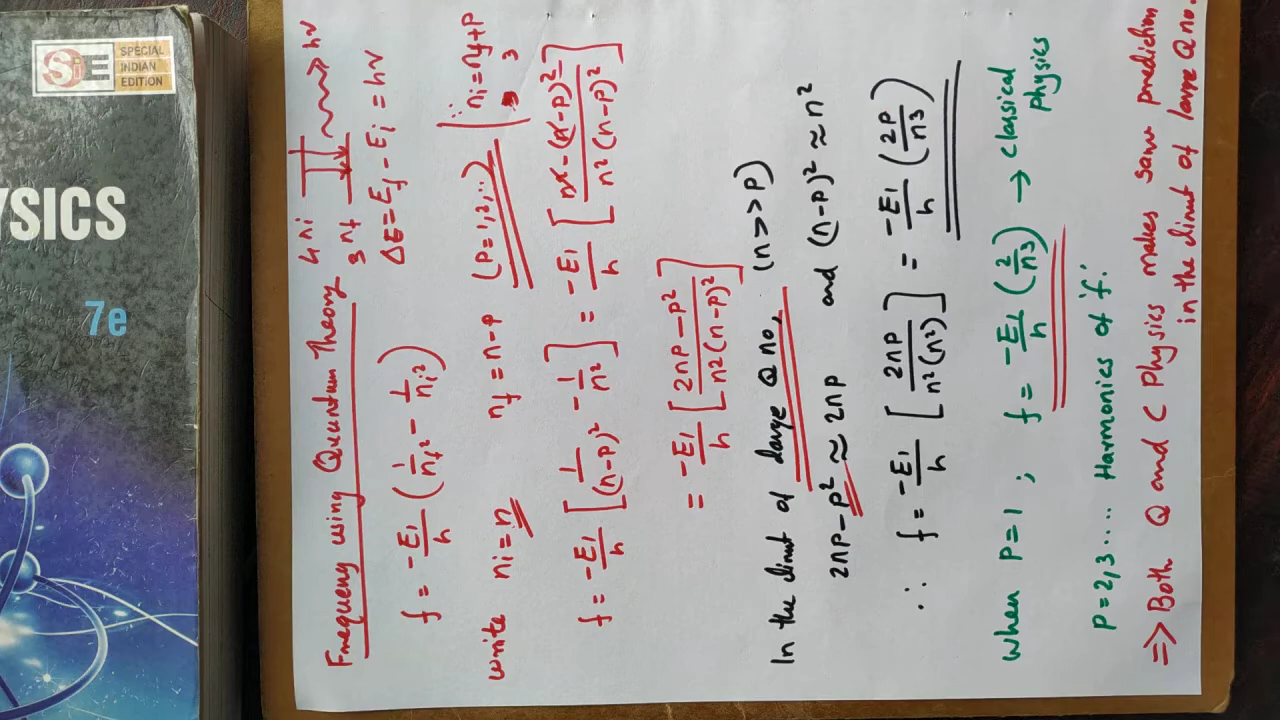 SiE SPECIAL
INDIAN
EDITION
YSICS
7e
Frequency using Quantum Theory
4 ni
3 nf
hν
ΔE = Ef - Ei = hν
f = -E1/h (1/nf² - 1/ni²)
write ni = n nf = n-p (p = 1, 2, ..)
∴ ni = nf + p
3
f = -E1/h [1/(n-p)² - 1/n²] = -E1/h [n² - (n-p)² / n² (n-p)²]
= -E1/h [2np - p² / n² (n-p)²]
In the limit of large Q no, (n >> p)
2np - p² ≈ 2np and (n-p)² ≈ n²
∴ f = -E1/h [2np / n² (n²)] = -E1/h (2p/n3)
when p = 1 ; f = -E1/h (2/n3) → classical physics
p = 2, 3 .... Harmonics of 'f'.
=> Both Q and C Physics makes same prediction
in the limit of large Q no.